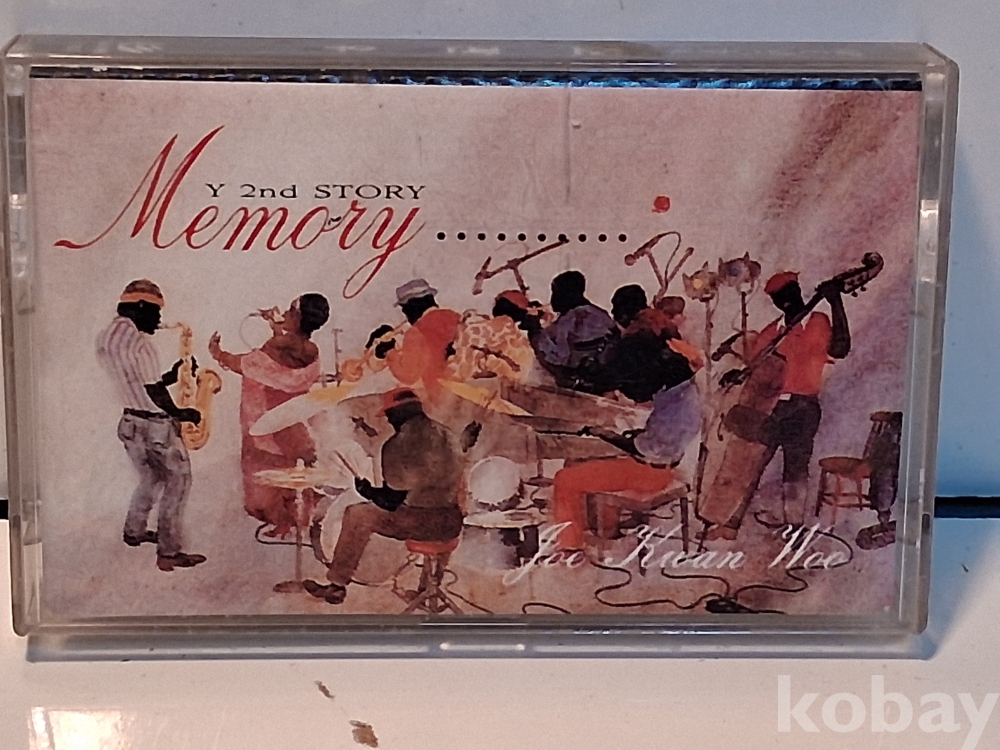 Y 2nd STORY
Memory..........
Joe Kwan Woo
kobay